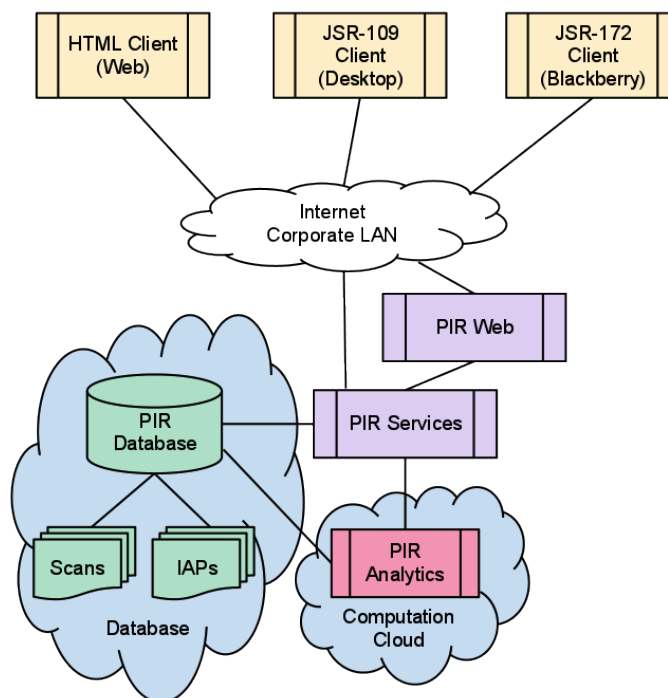 HTML Client
(Web)
JSR-109
Client
(Desktop)
JSR-172
Client
(Blackberry)
Internet
Corporate LAN
PIR Web
PIR
Database
PIR Services
Scans
IAPs
PIR
Analytics
Database
Computation
Cloud